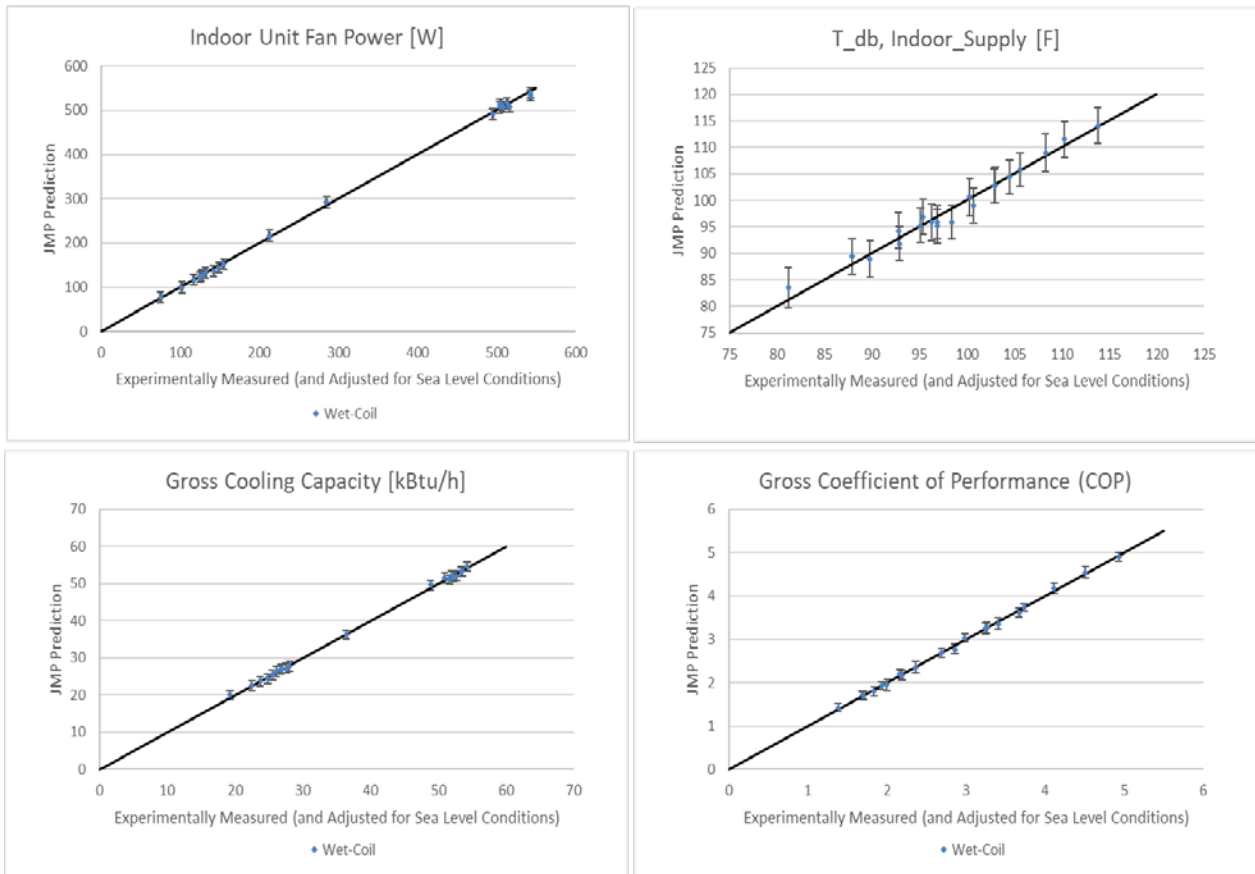 Indoor Unit Fan Power [W]
600
500
400
300
200
100
0
JMP Prediction
0 100 200 300 400 500 600
Experimentally Measured (and Adjusted for Sea Level Conditions)
Wet-Coil
T_db, Indoor_Supply [F]
125
120
115
110
105
100
95
90
85
80
75
JMP Prediction
75 80 85 90 95 100 105 110 115 120 125
Experimentally Measured (and Adjusted for Sea Level Conditions)
Gross Cooling Capacity [kBtu/h]
70
60
50
40
30
20
10
0
JMP Prediction
0 10 20 30 40 50 60 70
Experimentally Measured (and Adjusted for Sea Level Conditions)
Wet-Coil
Gross Coefficient of Performance (COP)
6
5
4
3
2
1
0
JMP Prediction
0 1 2 3 4 5 6
Experimentally Measured (and Adjusted for Sea Level Conditions)
Wet-Coil